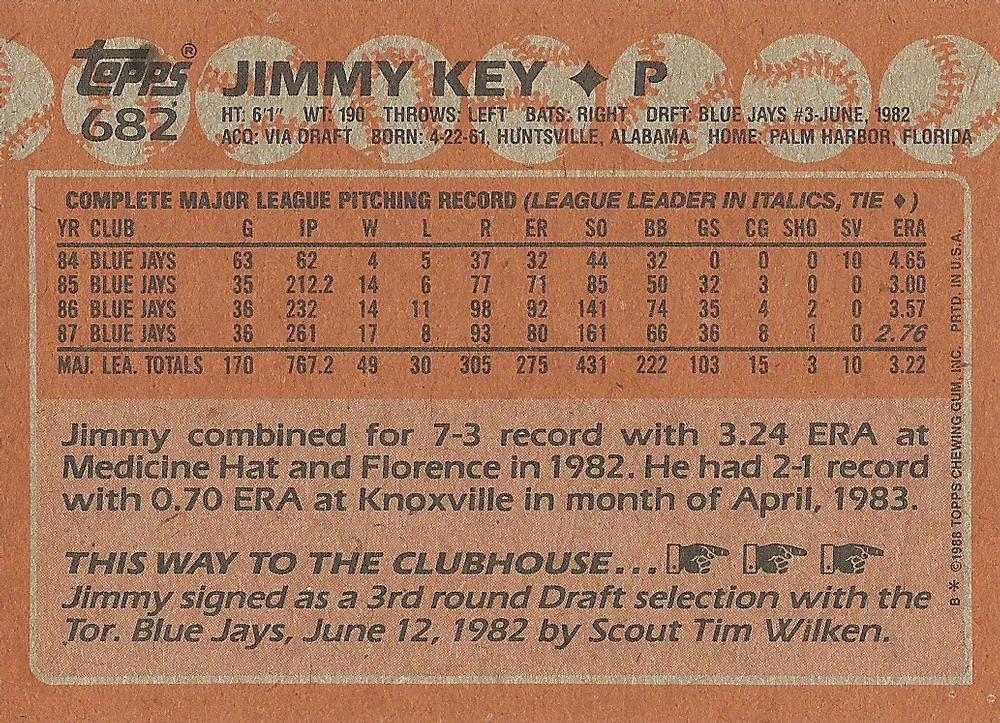 Topps® JIMMY KEY ♦ P
682 HT: 6'1" WT: 190 THROWS: LEFT BATS: RIGHT DRFT: BLUE JAYS #3-JUNE, 1982
ACQ: VIA DRAFT BORN: 4-22-61, HUNTSVILLE, ALABAMA HOME: PALM HARBOR, FLORIDA
COMPLETE MAJOR LEAGUE PITCHING RECORD (LEAGUE LEADER IN ITALICS, TIE ♦)
YR CLUB G IP W L R ER SO BB GS CG SHO SV ERA
84 BLUE JAYS 63 62 4 5 37 32 44 32 0 0 0 10 4.65
85 BLUE JAYS 35 212.2 14 6 77 71 85 50 32 3 0 0 3.00
86 BLUE JAYS 36 232 14 11 98 92 141 74 35 4 2 0 3.57
87 BLUE JAYS 36 261 17 8 93 80 161 66 36 8 1 0 2.76
MAJ. LEA. TOTALS 170 767.2 49 30 305 275 431 222 103 15 3 10 3.22
Jimmy combined for 7-3 record with 3.24 ERA at
Medicine Hat and Florence in 1982. He had 2-1 record
with 0.70 ERA at Knoxville in month of April, 1983.
THIS WAY TO THE CLUBHOUSE...
Jimmy signed as a 3rd round Draft selection with the
Tor. Blue Jays, June 12, 1982 by Scout Tim Wilken.
B * ©1988 TOPPS CHEWING GUM, INC. PRTD. IN U.S.A.